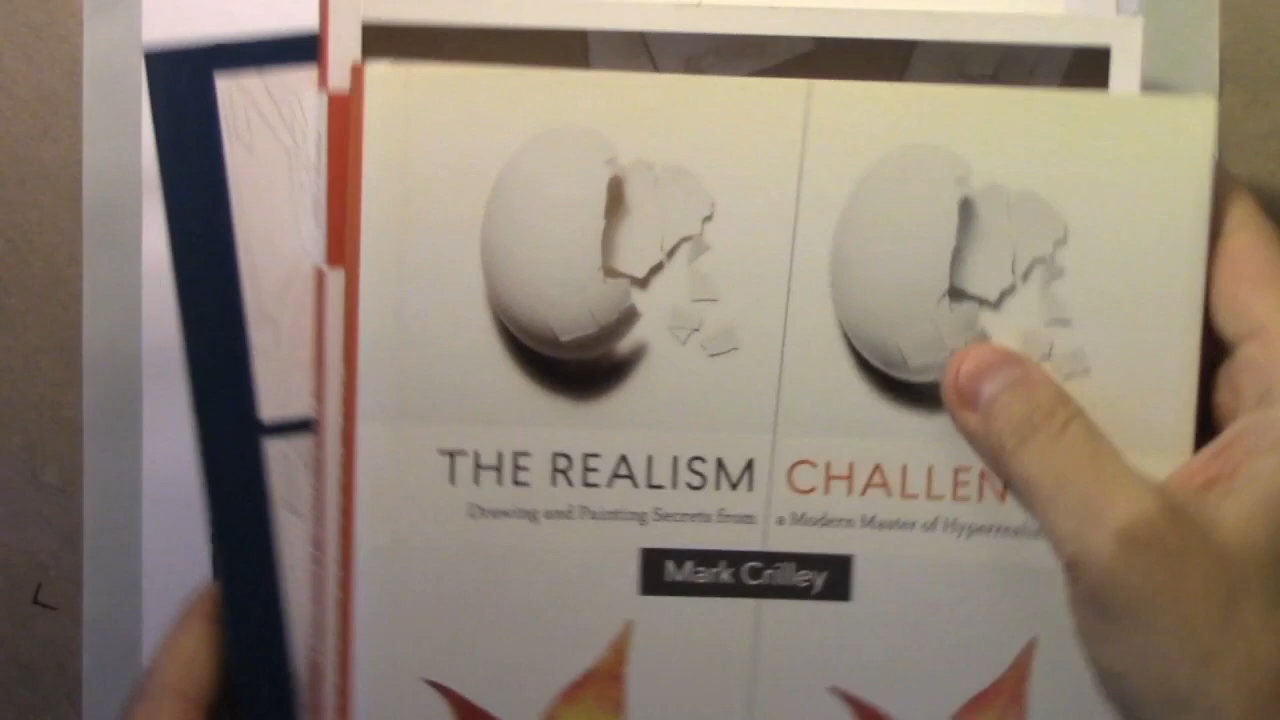 THE REALISM CHALLEN
Drawing and Painting Secrets from a Modern Master of
Mark Crilley